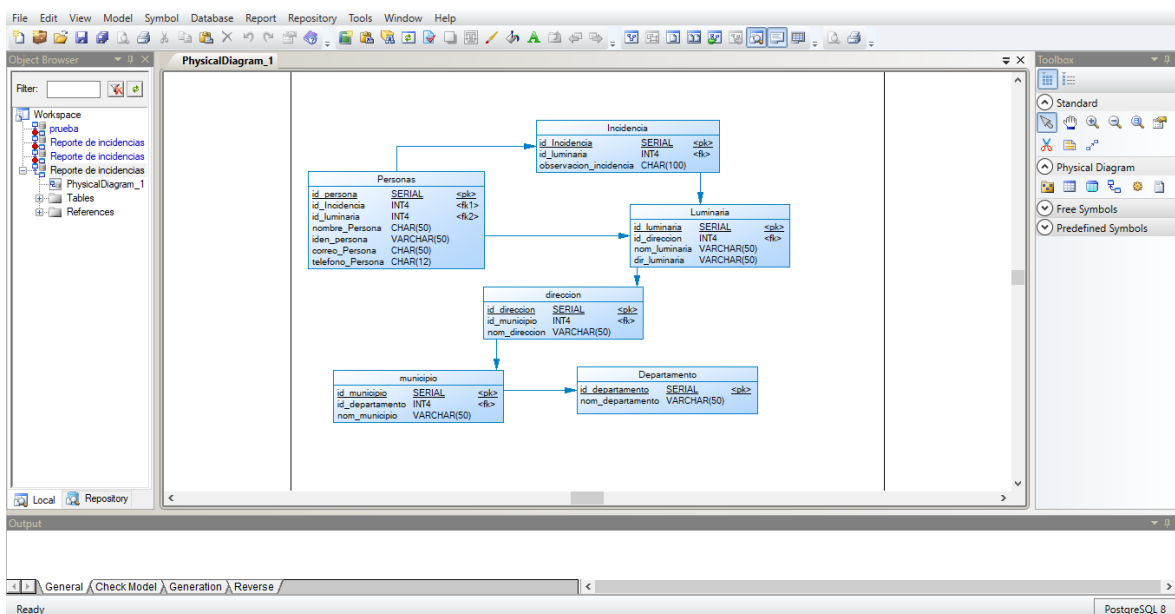 File Edit View Model Symbol Database Report Repository Tools Window Help
Object Browser
PhysicalDiagram_1
Toolbox
Filter:
Workspace
prueba
Reporte de incidencias
Reporte de incidencias
Reporte de incidencias
PhysicalDiagram_1
Tables
References
Local Repository
Incidencia
id_Incidencia SERIAL <pk>
id_luminaria INT4 <fk>
observacion_incidencia CHAR(100)
Personas
id_persona SERIAL <pk>
id_Incidencia INT4 <fk1>
id_luminaria INT4 <fk2>
nombre_Persona CHAR(50)
iden_persona VARCHAR(50)
correo_Persona CHAR(50)
telefono_Persona CHAR(12)
Luminaria
id_luminaria SERIAL <pk>
id_direcion INT4 <fk>
nom_luminaria VARCHAR(50)
dir_luminaria VARCHAR(50)
direcion
id_direccion SERIAL <pk>
id_municipio INT4 <fk>
nom_direcion VARCHAR(50)
municipio
id_municipio SERIAL <pk>
id_departamento INT4 <fk>
nom_municipio VARCHAR(50)
Departamento
id_departamento SERIAL <pk>
nom_departamento VARCHAR(50)
Standard
Physical Diagram
Free Symbols
Predefined Symbols
Output
General Check Model Generation Reverse
Ready
PostgreSQL 8